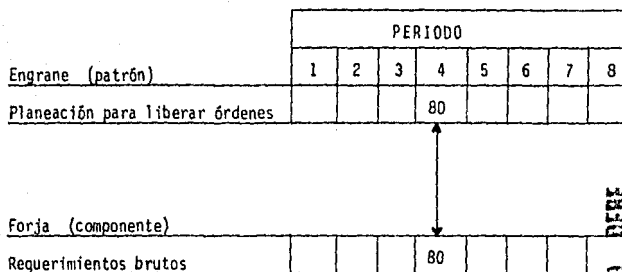 PERIODO
Engrane (patrón) 1 2 3 4 5 6 7 8
Planeación para liberar órdenes 80
Forja (componente)
Requerimientos brutos 80